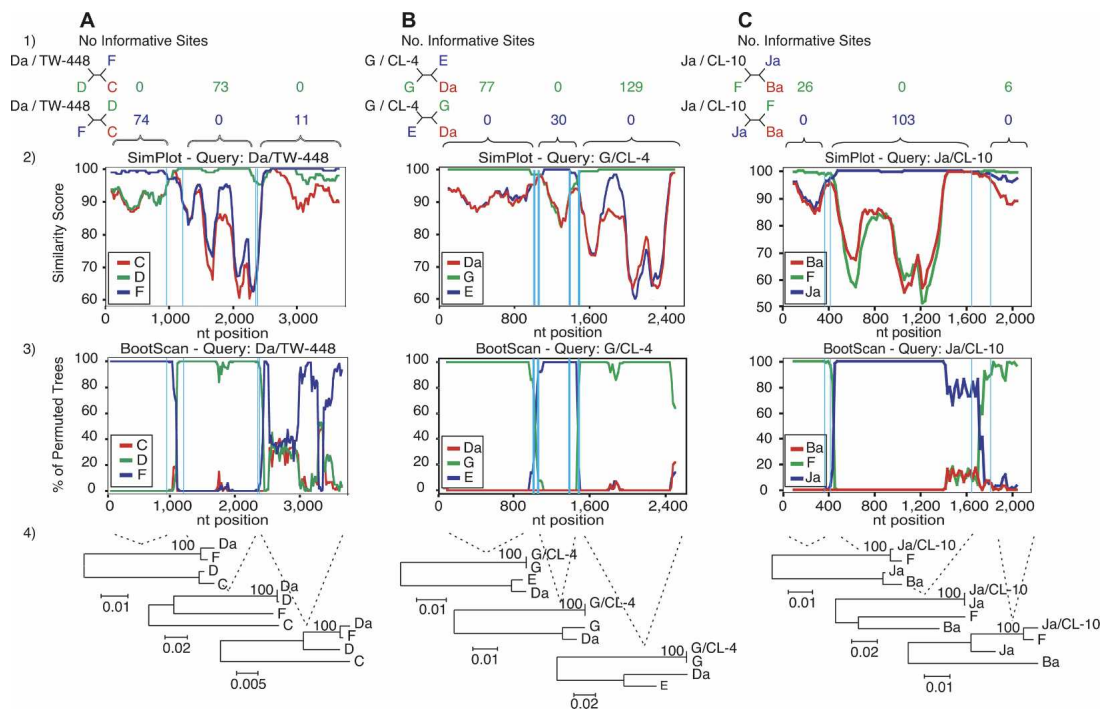 A
B
C
1)
No Informative Sites
No. Informative Sites
No. Informative Sites
Da / TW-448 F
D C 0 73 0
Da / TW-448 D
F C 74 0 11
G / CL-4 E
G Da 77 0 129
G / CL-4 G
E Da 0 30 0
Ja / CL-10 Ja
F Ba 26 0 6
Ja / CL-10 F
Ja Ba 0 103 0
2)
SimPlot - Query: Da/TW-448
Similarity Score
100
90
80
70
60
C
D
F
0 1,000 2,000 3,000
nt position
SimPlot - Query: G/CL-4
100
90
80
70
60
Da
G
E
0 800 1,600 2,400
nt position
SimPlot - Query: Ja/CL-10
100
90
80
70
60
50
Ba
F
Ja
0 400 800 1,200 1,600 2,000
nt position
3)
BootScan - Query: Da/TW-448
% of Permuted Trees
100
80
60
40
20
0
C
D
F
0 1,000 2,000 3,000
nt position
BootScan - Query: G/CL-4
100
80
60
40
20
0
Da
G
E
0 800 1,600 2,400
nt position
BootScan - Query: Ja/CL-10
100
80
60
40
20
0
Ba
F
Ja
0 400 800 1,200 1,600 2,000
nt position
4)
100
Da
F
D
C
0.01
100
Da
D
F
C
0.02
100
Da
F
D
C
0.005
100
G/CL-4
G
E
Da
0.01
100
G/CL-4
G
Da
0.01
100
G/CL-4
G
Da
E
0.02
100
Ja/CL-10
F
Ja
Ba
0.01
100
Ja/CL-10
Ja
F
Ba
0.02
100
Ja/CL-10
F
Ja
Ba
0.01